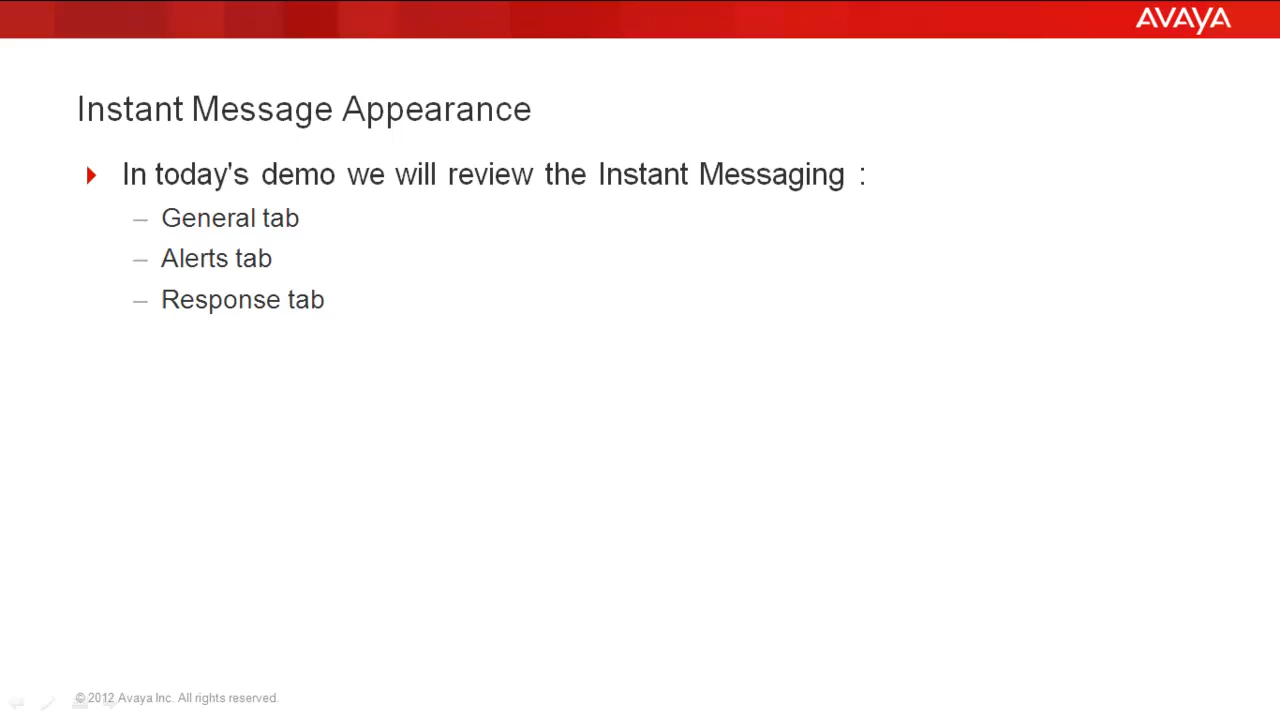 AVAYA
Instant Message Appearance
In today's demo we will review the Instant Messaging :
– General tab
– Alerts tab
– Response tab
© 2012 Avaya Inc. All rights reserved.